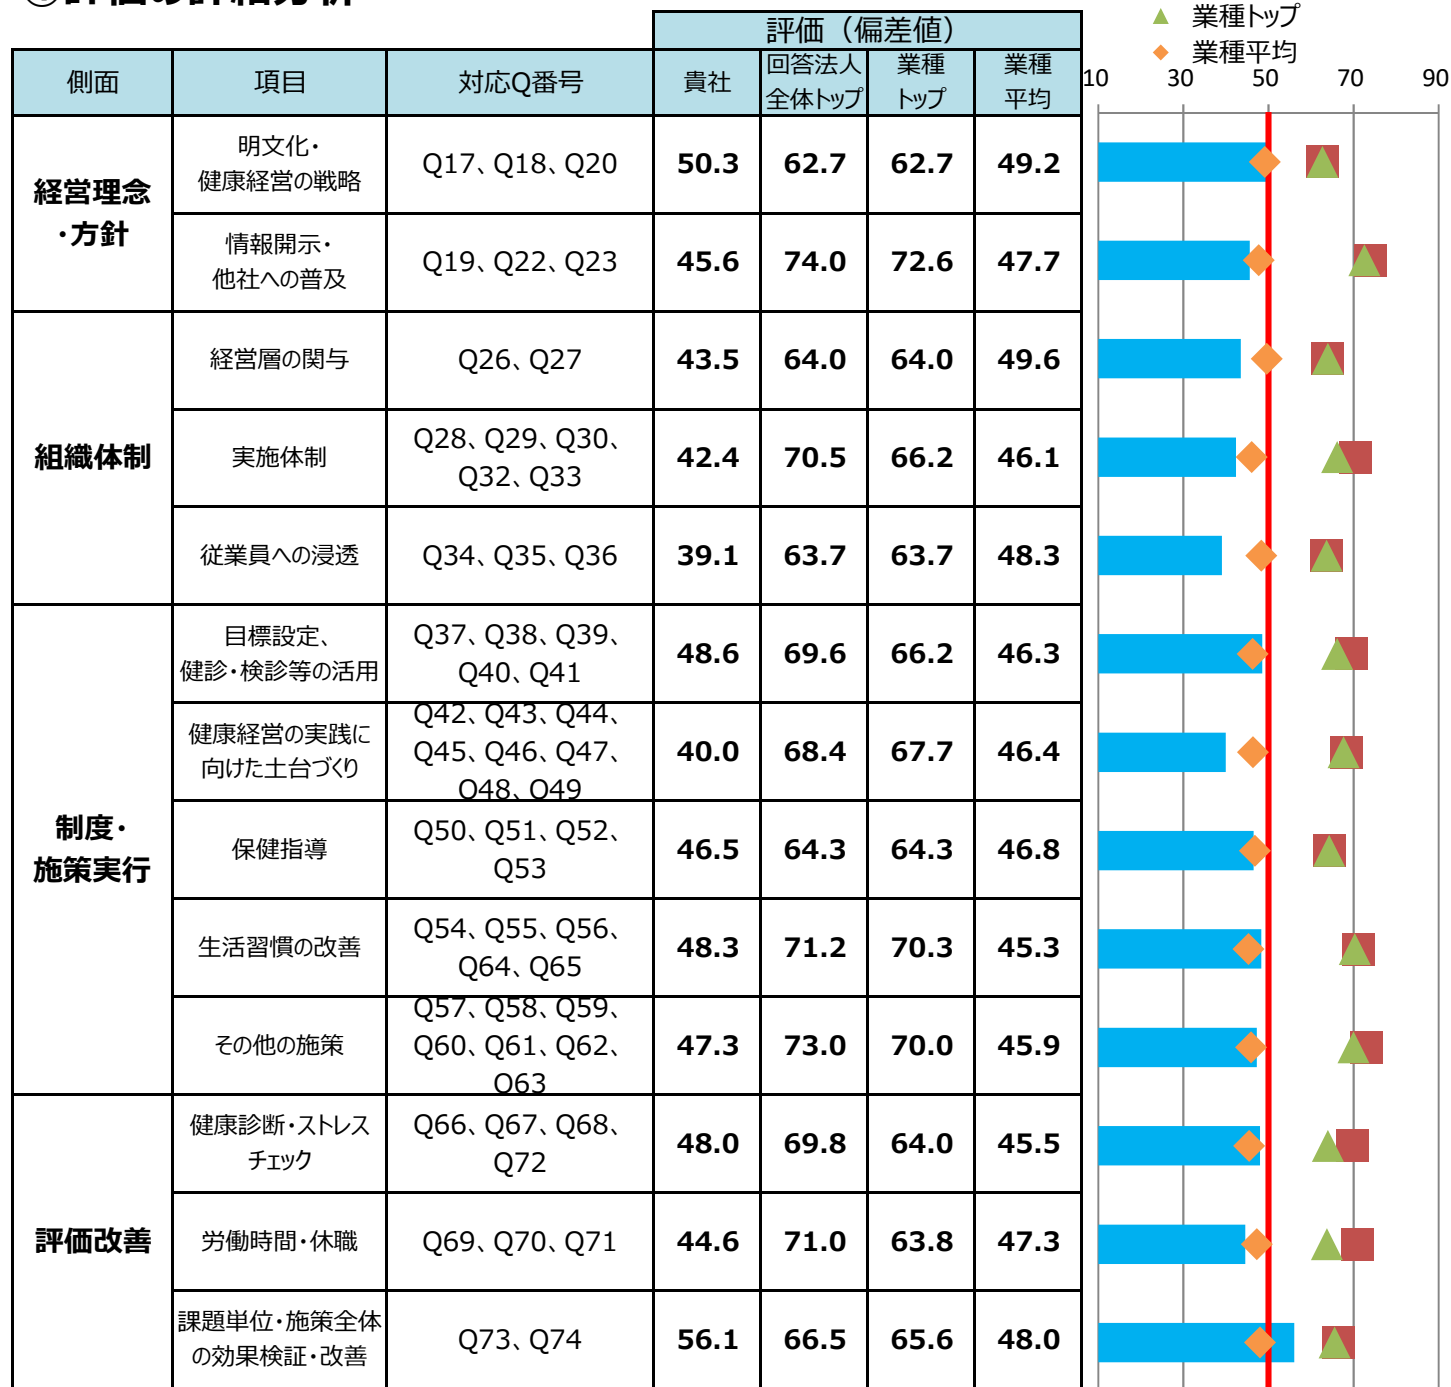 ①評価の詳細分析
▲ 業種トップ
◆ 業種平均
評価（偏差値）
側面 項目 対応Q番号 貴社 回答法人 業種 業種
全体トップ トップ 平均
10 30 50 70 90
経営理念
・方針
明文化・
健康経営の戦略
Q17、Q18、Q20 50.3 62.7 62.7 49.2
情報開示・
他社への普及
Q19、Q22、Q23 45.6 74.0 72.6 47.7
組織体制
経営層の関与 Q26、Q27 43.5 64.0 64.0 49.6
実施体制
Q28、Q29、Q30、
Q32、Q33
42.4 70.5 66.2 46.1
従業員への浸透 Q34、Q35、Q36 39.1 63.7 63.7 48.3
制度・
施策実行
目標設定、
健診・検診等の活用
Q37、Q38、Q39、
Q40、Q41
48.6 69.6 66.2 46.3
健康経営の実践に
向けた土台づくり
Q42、Q43、Q44、
Q45、Q46、Q47、
Q48、Q49
40.0 68.4 67.7 46.4
保健指導
Q50、Q51、Q52、
Q53
46.5 64.3 64.3 46.8
生活習慣の改善
Q54、Q55、Q56、
Q64、Q65
48.3 71.2 70.3 45.3
その他の施策
Q57、Q58、Q59、
Q60、Q61、Q62、
Q63
47.3 73.0 70.0 45.9
評価改善
健康診断・ストレス
チェック
Q66、Q67、Q68、
Q72
48.0 69.8 64.0 45.5
労働時間・休職 Q69、Q70、Q71 44.6 71.0 63.8 47.3
課題単位・施策全体
の効果検証・改善
Q73、Q74 56.1 66.5 65.6 48.0